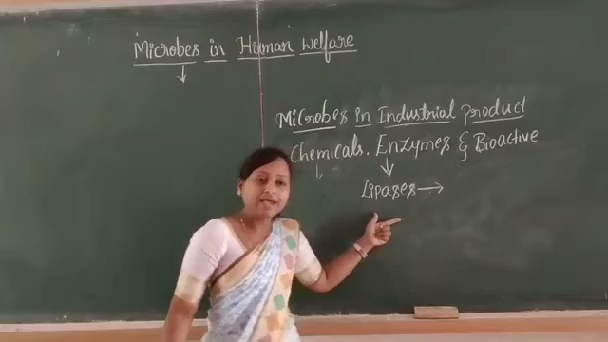 Microbes in Human welfare
Microbes in Industrial product
Chemicals. Enzymes & Bioactive
Lipases→